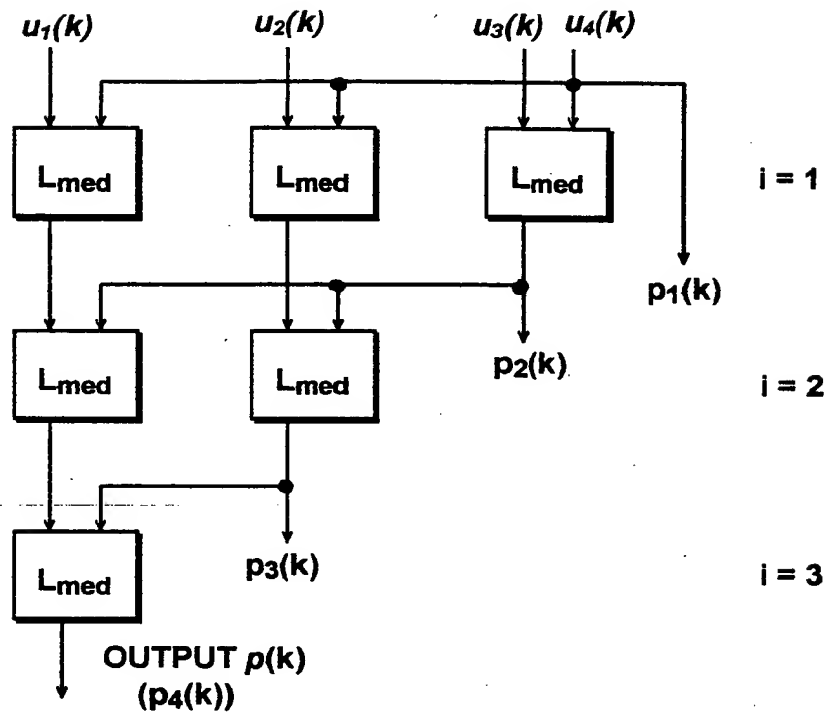 u₁(k) u₂(k) u₃(k) u₄(k)
Lmed Lmed Lmed i = 1
p₁(k)
p₂(k)
Lmed Lmed i = 2
p₃(k)
Lmed i = 3
OUTPUT p(k)
(p₄(k))